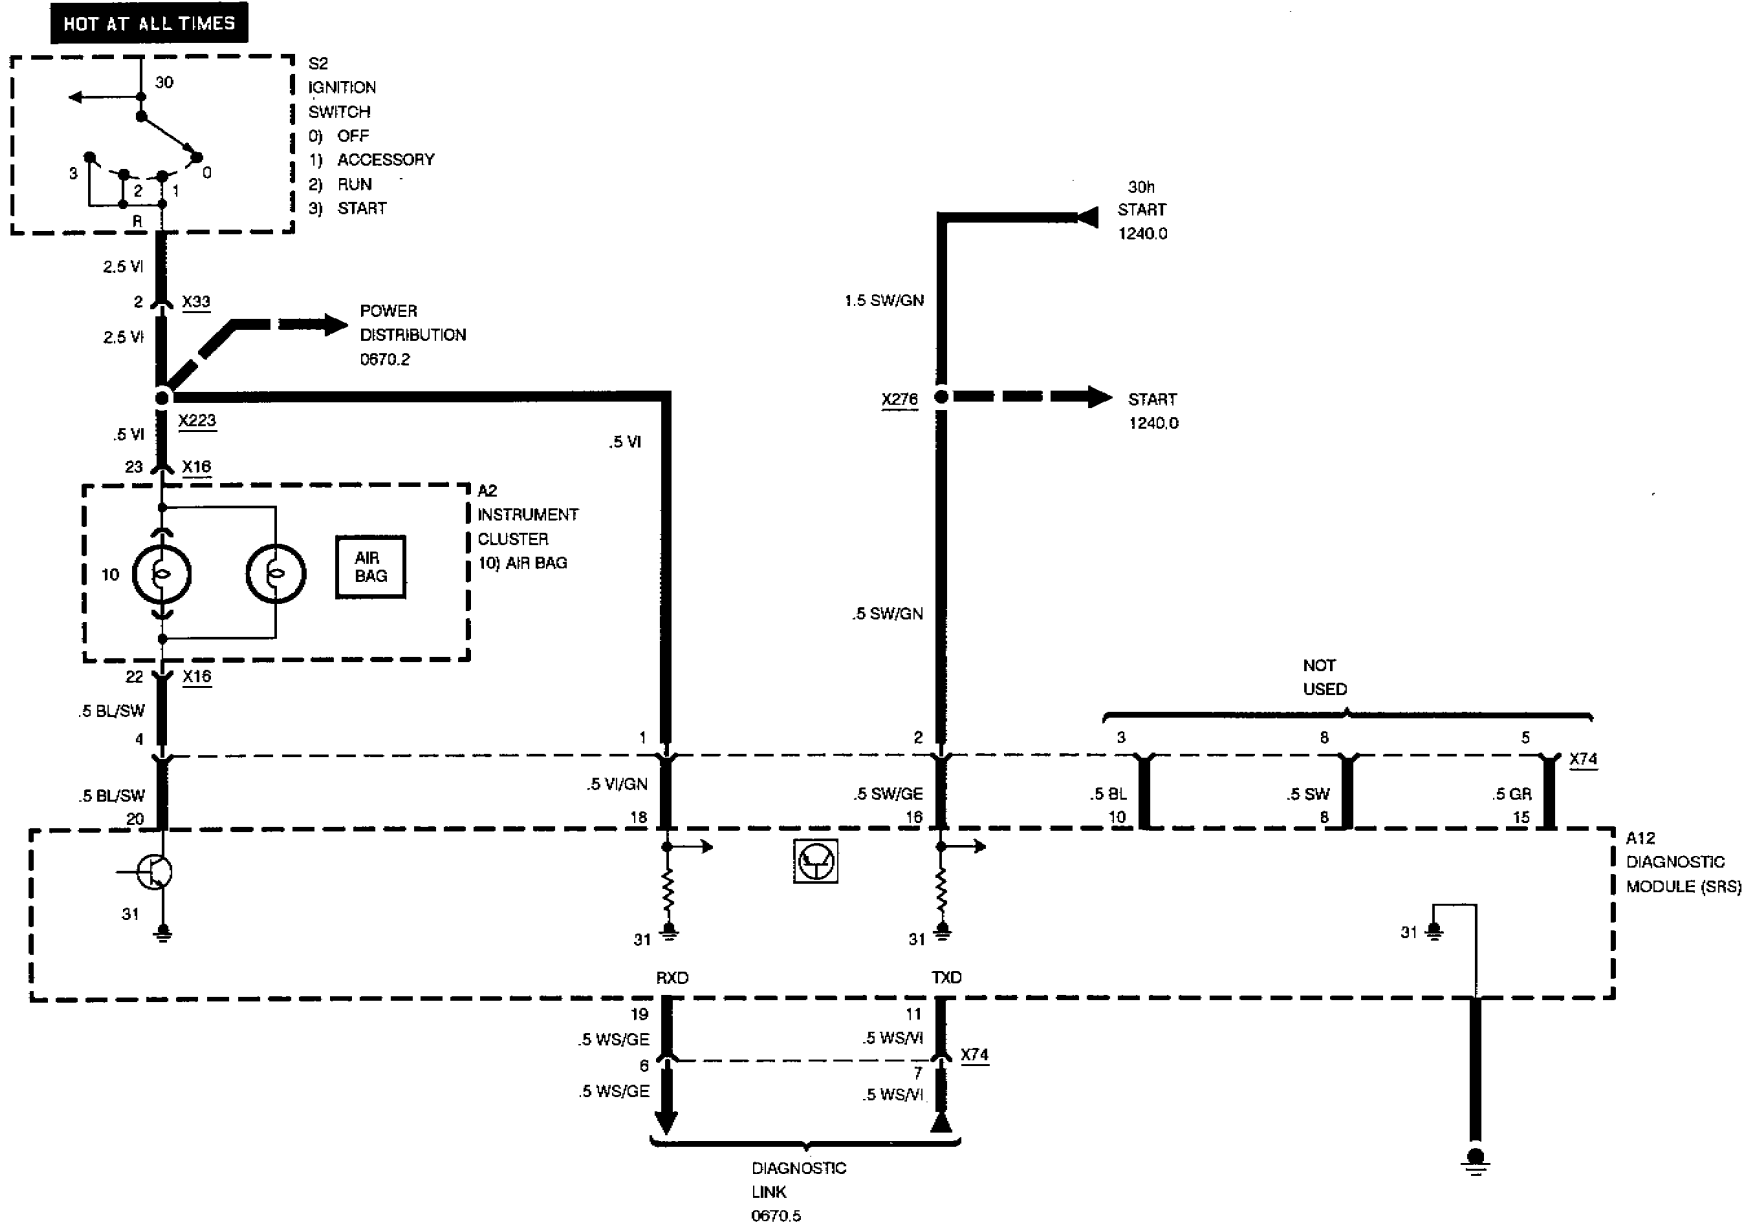 HOT AT ALL TIMES
30
3
2
1
0
R
S2
IGNITION
SWITCH
0) OFF
1) ACCESSORY
2) RUN
3) START
2.5 VI
2
X33
2.5 VI
POWER
DISTRIBUTION
0670.2
X223
.5 VI
23
X16
.5 VI
30h
START
1240.0
1.5 SW/GN
X276
START
1240.0
.5 SW/GN
A2
INSTRUMENT
CLUSTER
10) AIR BAG
10
AIR
BAG
22
X16
.5 BL/SW
NOT
USED
4
1
2
3
8
5
X74
.5 BL/SW
.5 VI/GN
.5 SW/GE
.5 BL
.5 SW
.5 GR
20
18
16
10
8
15
A12
DIAGNOSTIC
MODULE (SRS)
31
31
31
31
RXD
TXD
19
11
.5 WS/GE
.5 WS/VI
6
7
X74
.5 WS/GE
.5 WS/VI
DIAGNOSTIC
LINK
0670.5